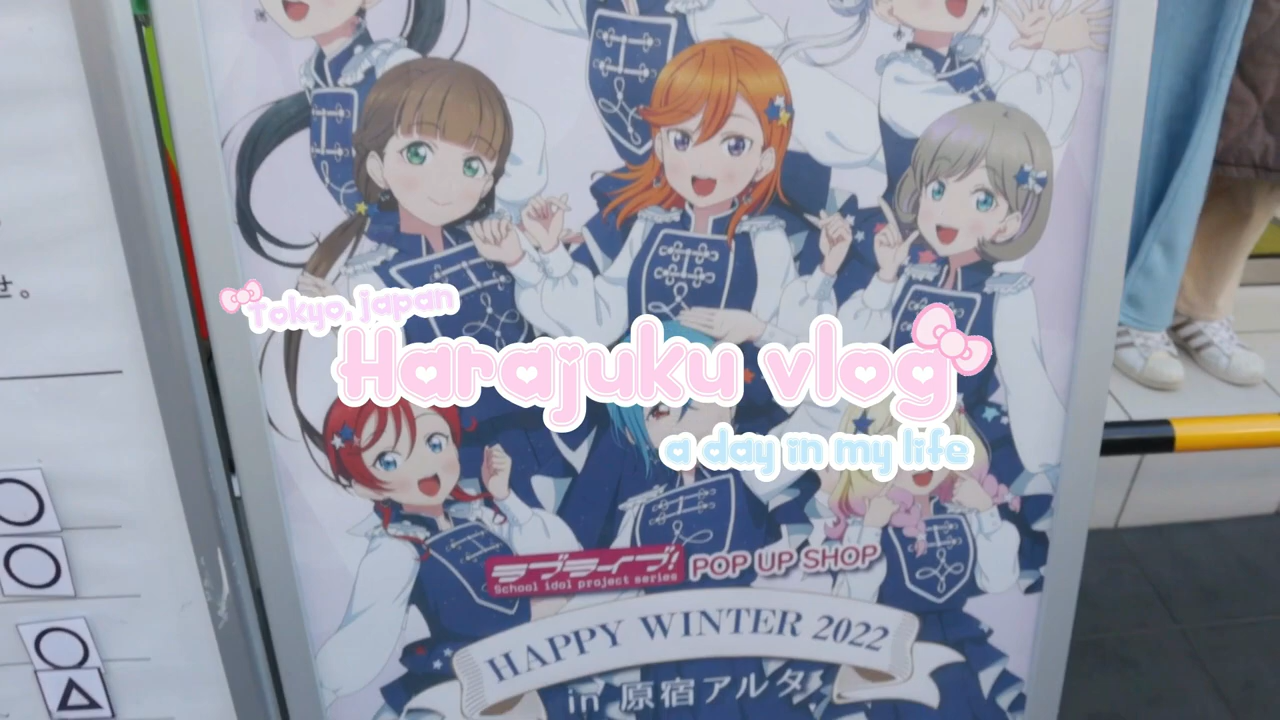 せ。
Tokyo, japan
Harajuku vlog
a day in my life
ラブライブ!
School idol project series
POP UP SHOP
HAPPY WINTER 2022
in 原宿アルタ